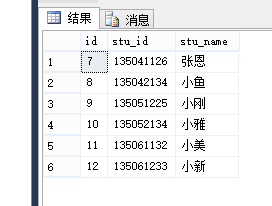 结果 消息
id stu_id stu_name
1 7 135041126 张恩
2 8 135042134 小鱼
3 9 135051225 小刚
4 10 135052134 小雅
5 11 135061132 小美
6 12 135061233 小新